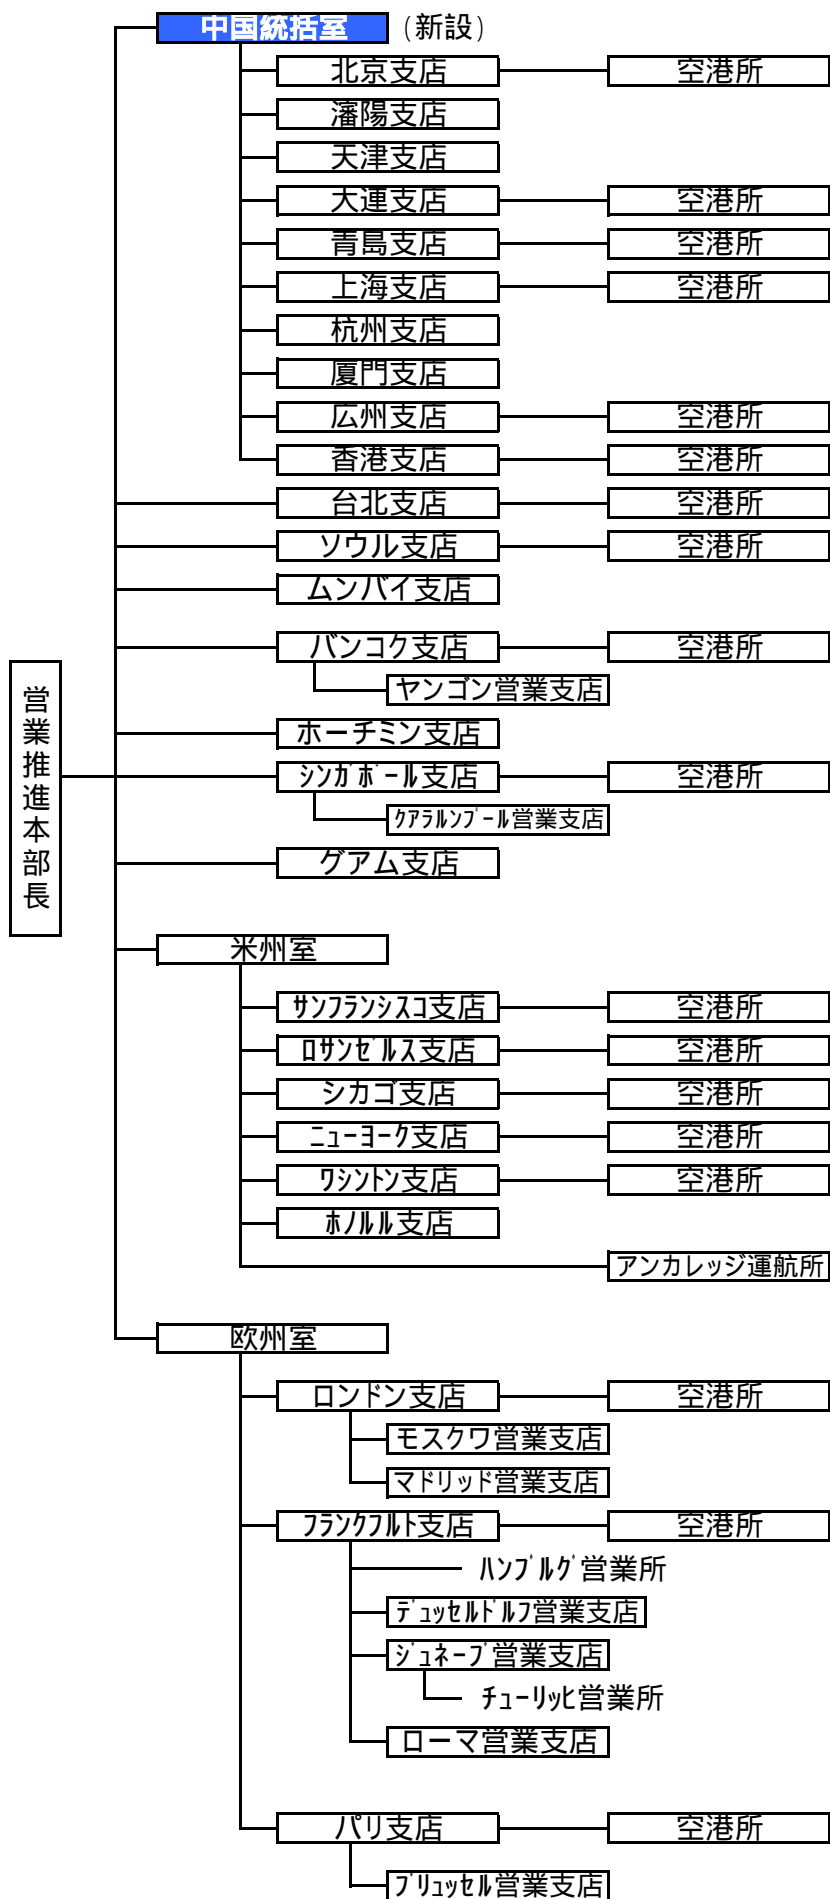 中国統括室 (新設)
北京支店 空港所
瀋陽支店
天津支店
大連支店 空港所
青島支店 空港所
上海支店 空港所
杭州支店
厦門支店
広州支店 空港所
香港支店 空港所
台北支店 空港所
ソウル支店 空港所
ムンバイ支店
バンコク支店 空港所
ヤンゴン営業支店
営業推進本部長
ホーチミン支店
ｼﾝｶﾞﾎﾟｰﾙ支店 空港所
ｸｱﾗﾙﾝﾌﾟｰﾙ営業支店
グアム支店
米州室
ｻﾝﾌﾗﾝｼｽｺ支店 空港所
ﾛｻﾝｾﾞﾙｽ支店 空港所
シカゴ支店 空港所
ﾆｭｰﾖｰｸ支店 空港所
ﾜｼﾝﾄﾝ支店 空港所
ﾎﾉﾙﾙ支店
アンカレッジ運航所
欧州室
ロンドン支店 空港所
モスクワ営業支店
マドリッド営業支店
ﾌﾗﾝｸﾌﾙﾄ支店 空港所
ﾊﾝﾌﾞﾙｸﾞ営業所
ﾃﾞｭｯｾﾙﾄﾞﾙﾌ営業支店
ｼﾞｭﾈｰﾌﾞ営業支店
ﾁｭｰﾘｯﾋ営業所
ローマ営業支店
パリ支店 空港所
ﾌﾞﾘｭｯｾﾙ営業支店